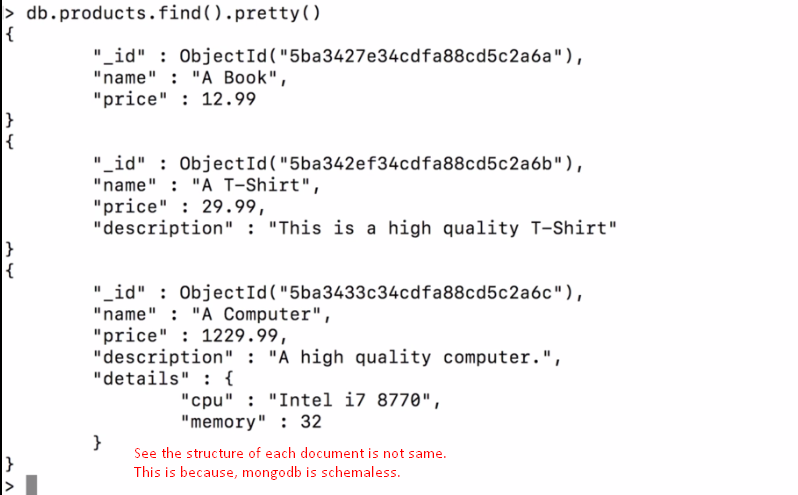 > db.products.find().pretty()
{
"_id" : ObjectId("5ba3427e34cdfa88cd5c2a6a"),
"name" : "A Book",
"price" : 12.99
}
{
"_id" : ObjectId("5ba342ef34cdfa88cd5c2a6b"),
"name" : "A T-Shirt",
"price" : 29.99,
"description" : "This is a high quality T-Shirt"
}
{
"_id" : ObjectId("5ba3433c34cdfa88cd5c2a6c"),
"name" : "A Computer",
"price" : 1229.99,
"description" : "A high quality computer.",
"details" : {
"cpu" : "Intel i7 8770",
"memory" : 32
}
See the structure of each document is not same.
This is because, mongodb is schemaless.
}
>